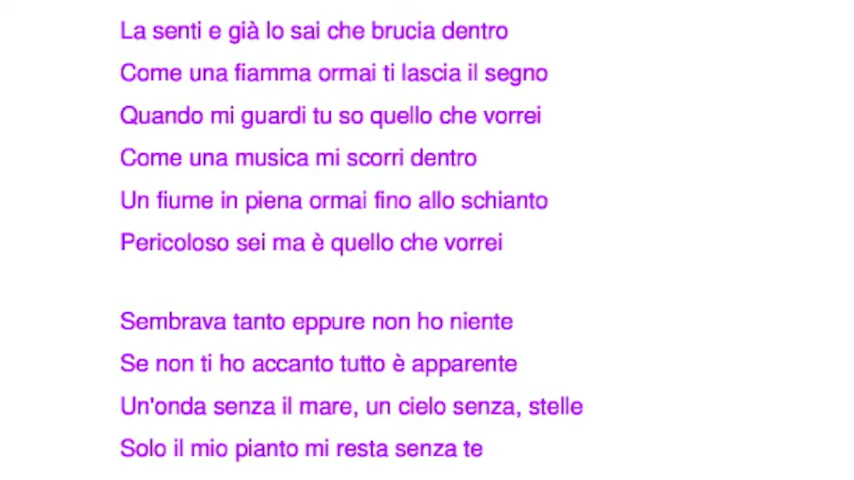 La senti e già lo sai che brucia dentro
Come una fiamma ormai ti lascia il segno
Quando mi guardi tu so quello che vorrei
Come una musica mi scorri dentro
Un fiume in piena ormai fino allo schianto
Pericoloso sei ma è quello che vorrei
Sembrava tanto eppure non ho niente
Se non ti ho accanto tutto è apparente
Un'onda senza il mare, un cielo senza, stelle
Solo il mio pianto mi resta senza te